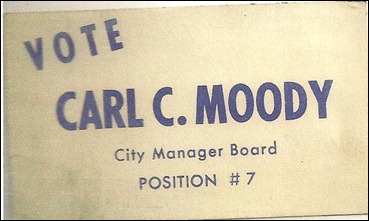 VOTE
CARL C. MOODY
City Manager Board
POSITION #7